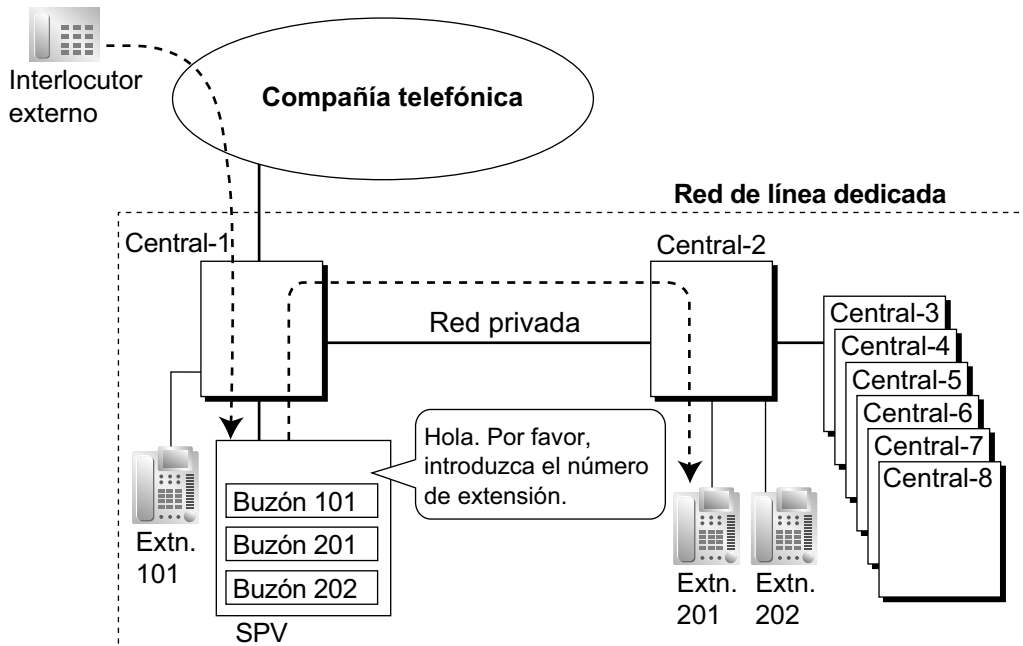 Interlocutor
externo
Compañía telefónica
Red de línea dedicada
Central-1
Central-2
Red privada
Central-3
Central-4
Central-5
Central-6
Central-7
Central-8
Hola. Por favor,
introduzca el número
de extensión.
Buzón 101
Buzón 201
Buzón 202
SPV
Extn.
101
Extn.
201
Extn.
202